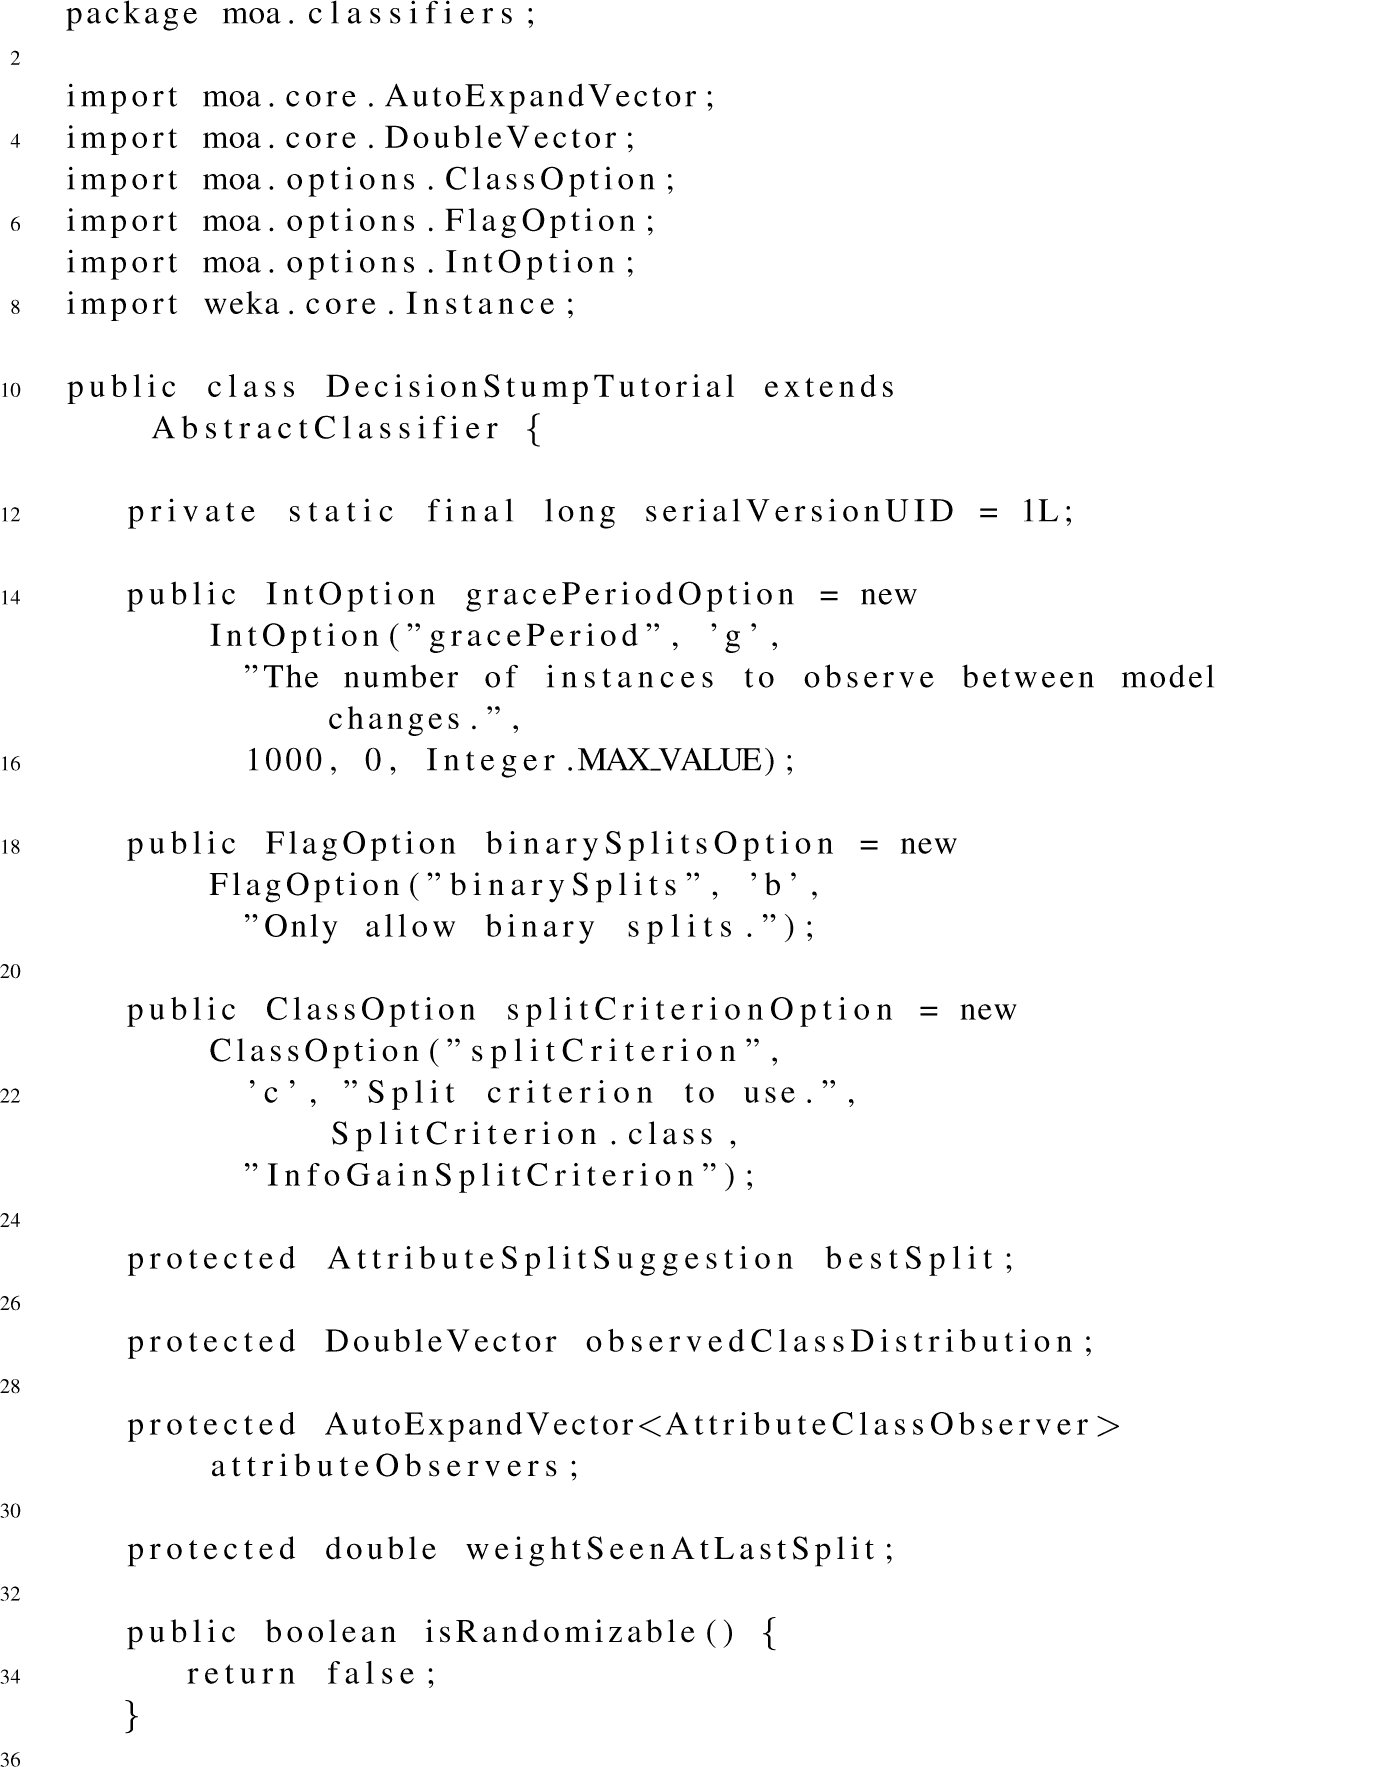 package moa.classifiers;
2
import moa.core.AutoExpandVector;
4 import moa.core.DoubleVector;
import moa.options.ClassOption;
6 import moa.options.FlagOption;
import moa.options.IntOption;
8 import weka.core.Instance;
10 public class DecisionStumpTutorial extends
AbstractClassifier {
12 private static final long serialVersionUID = 1L;
14 public IntOption gracePeriodOption = new
IntOption("gracePeriod", 'g',
"The number of instances to observe between model
changes.",
16 1000, 0, Integer.MAX_VALUE);
18 public FlagOption binarySplitsOption = new
FlagOption("binarySplits", 'b',
"Only allow binary splits.");
20
public ClassOption splitCriterionOption = new
ClassOption("splitCriterion",
22 'c', "Split criterion to use.",
SplitCriterion.class,
"InfoGainSplitCriterion");
24
protected AttributeSplitSuggestion bestSplit;
26
protected DoubleVector observedClassDistribution;
28
protected AutoExpandVector<AttributeClassObserver>
attributeObservers;
30
protected double weightSeenAtLastSplit;
32
public boolean isRandomizable() {
34 return false;
}
36